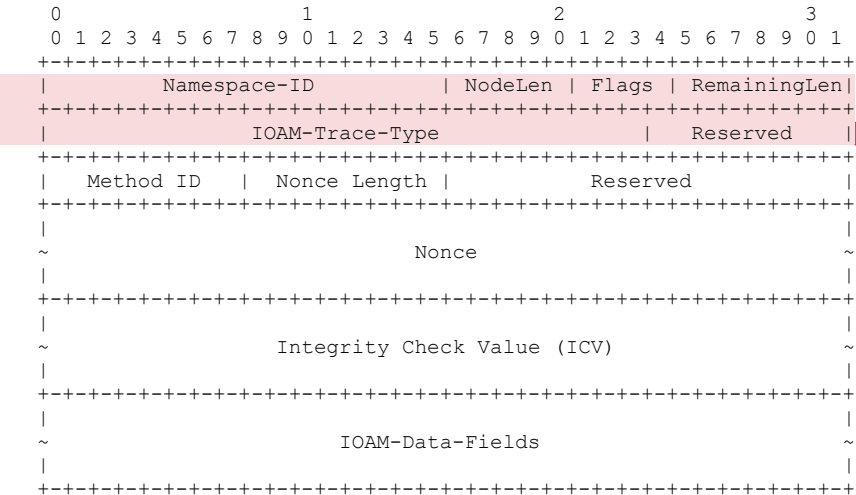 0                   1                   2                   3
 0 1 2 3 4 5 6 7 8 9 0 1 2 3 4 5 6 7 8 9 0 1 2 3 4 5 6 7 8 9 0 1
+-+-+-+-+-+-+-+-+-+-+-+-+-+-+-+-+-+-+-+-+-+-+-+-+-+-+-+-+-+-+-+-+
|         Namespace-ID          | NodeLen | Flags | RemainingLen|
+-+-+-+-+-+-+-+-+-+-+-+-+-+-+-+-+-+-+-+-+-+-+-+-+-+-+-+-+-+-+-+-+
|                IOAM-Trace-Type                |   Reserved    |
+-+-+-+-+-+-+-+-+-+-+-+-+-+-+-+-+-+-+-+-+-+-+-+-+-+-+-+-+-+-+-+-+
|   Method ID   |  Nonce Length |           Reserved            |
+-+-+-+-+-+-+-+-+-+-+-+-+-+-+-+-+-+-+-+-+-+-+-+-+-+-+-+-+-+-+-+-+
|                                                               |
~                             Nonce                             ~
|                                                               |
+-+-+-+-+-+-+-+-+-+-+-+-+-+-+-+-+-+-+-+-+-+-+-+-+-+-+-+-+-+-+-+-+
|                                                               |
~                  Integrity Check Value (ICV)                  ~
|                                                               |
+-+-+-+-+-+-+-+-+-+-+-+-+-+-+-+-+-+-+-+-+-+-+-+-+-+-+-+-+-+-+-+-+
|                                                               |
~                       IOAM-Data-Fields                        ~
|                                                               |
+-+-+-+-+-+-+-+-+-+-+-+-+-+-+-+-+-+-+-+-+-+-+-+-+-+-+-+-+-+-+-+-+